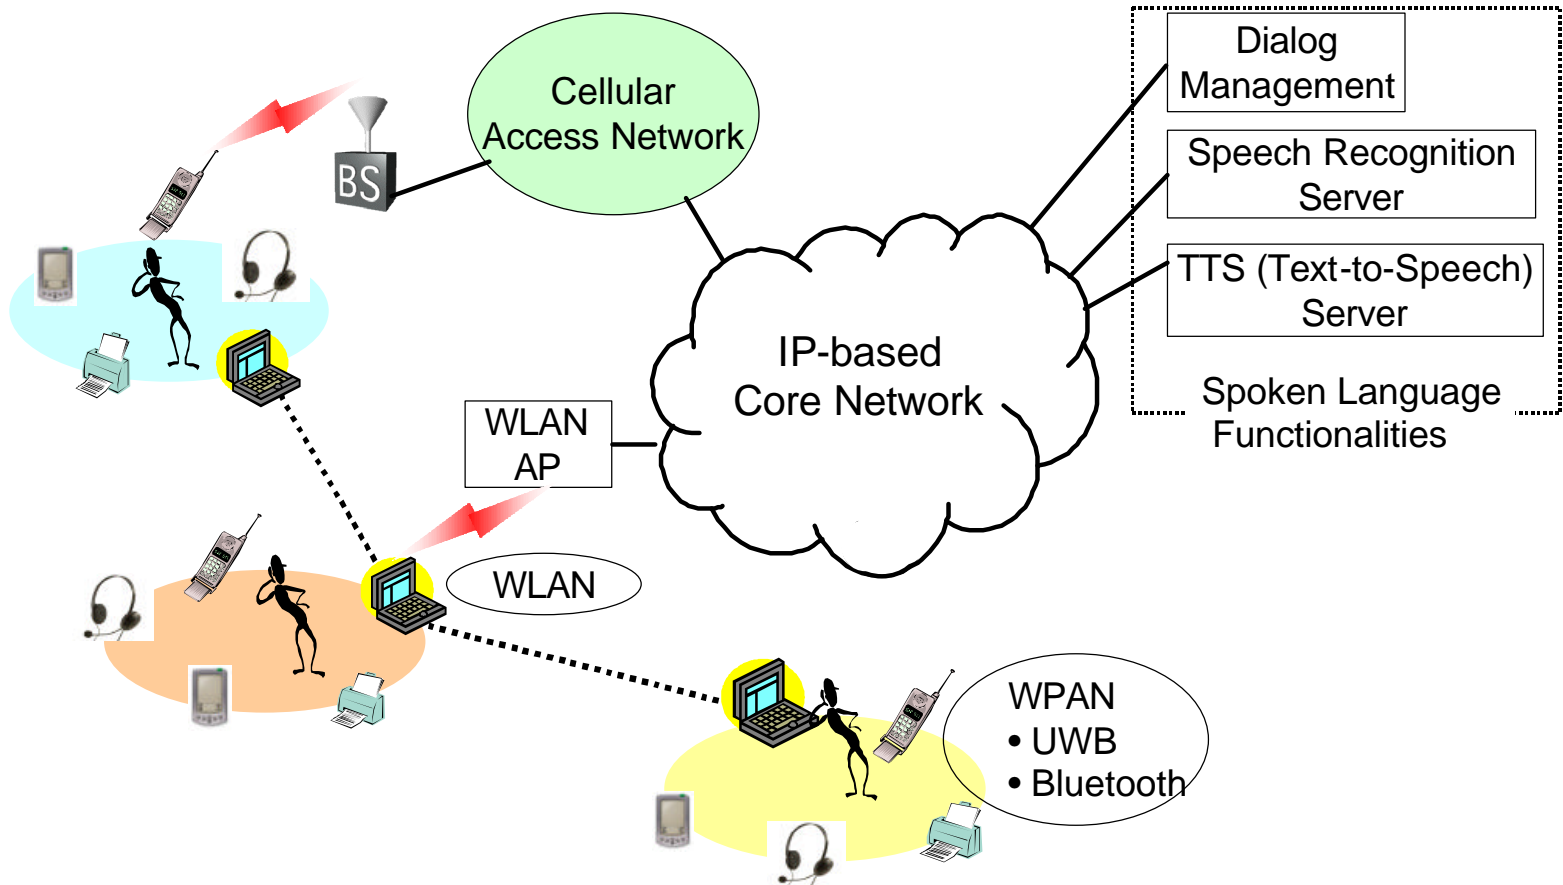 Cellular
Access Network
BS
Dialog
Management
Speech Recognition
Server
TTS (Text-to-Speech)
Server
Spoken Language
Functionalities
IP-based
Core Network
WLAN
AP
WLAN
WPAN
• UWB
• Bluetooth